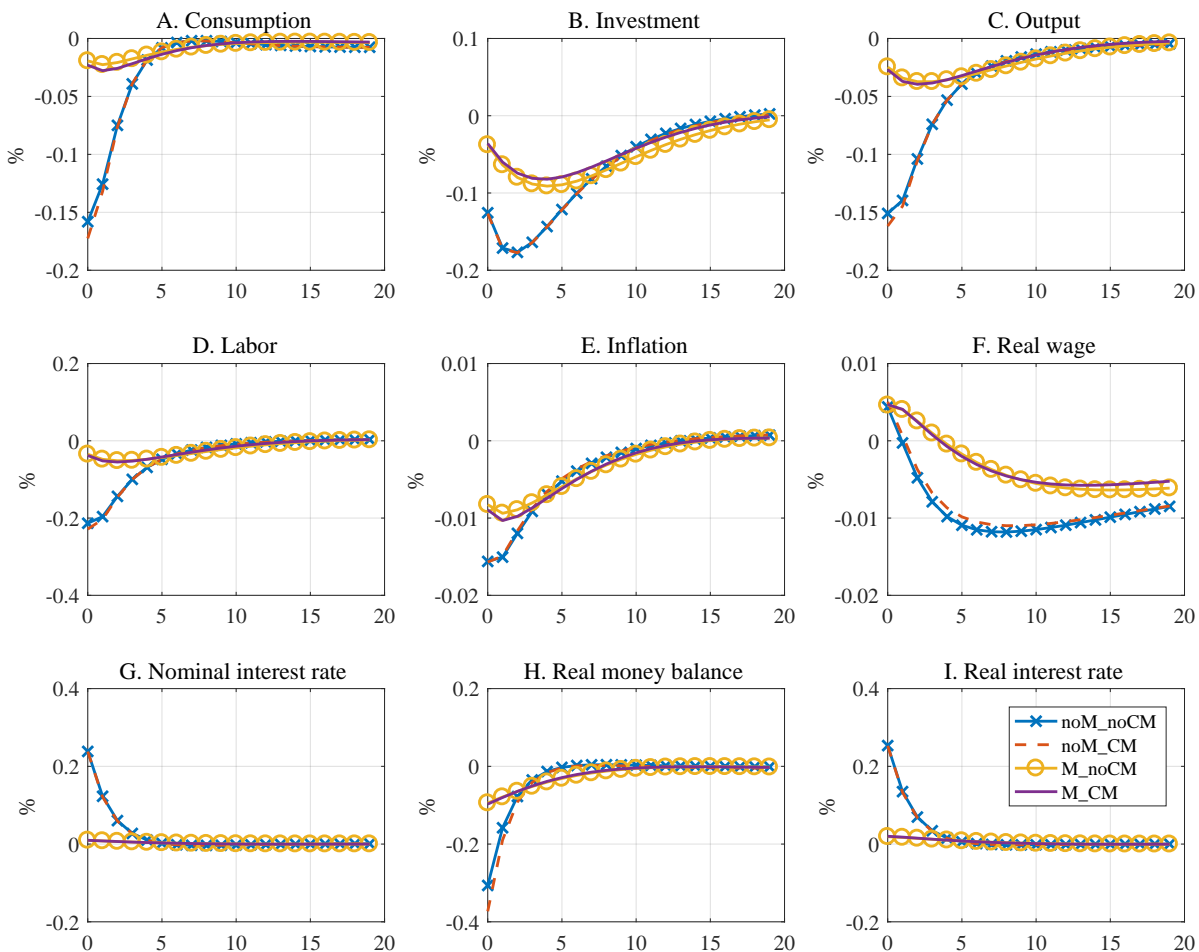 A. Consumption
B. Investment
C. Output
0
-0.05
-0.1
-0.15
-0.2
%
0 5 10 15 20
0.1
0
-0.1
-0.2
%
0 5 10 15 20
0
-0.05
-0.1
-0.15
-0.2
%
0 5 10 15 20
D. Labor
E. Inflation
F. Real wage
0.2
0
-0.2
-0.4
%
0 5 10 15 20
0.01
0
-0.01
-0.02
%
0 5 10 15 20
0.01
0
-0.01
-0.02
%
0 5 10 15 20
G. Nominal interest rate
H. Real money balance
I. Real interest rate
0.4
0.2
0
-0.2
%
0 5 10 15 20
0.2
0
-0.2
-0.4
%
0 5 10 15 20
0.4
0.2
0
-0.2
%
0 5 10 15 20
noM_noCM
noM_CM
M_noCM
M_CM